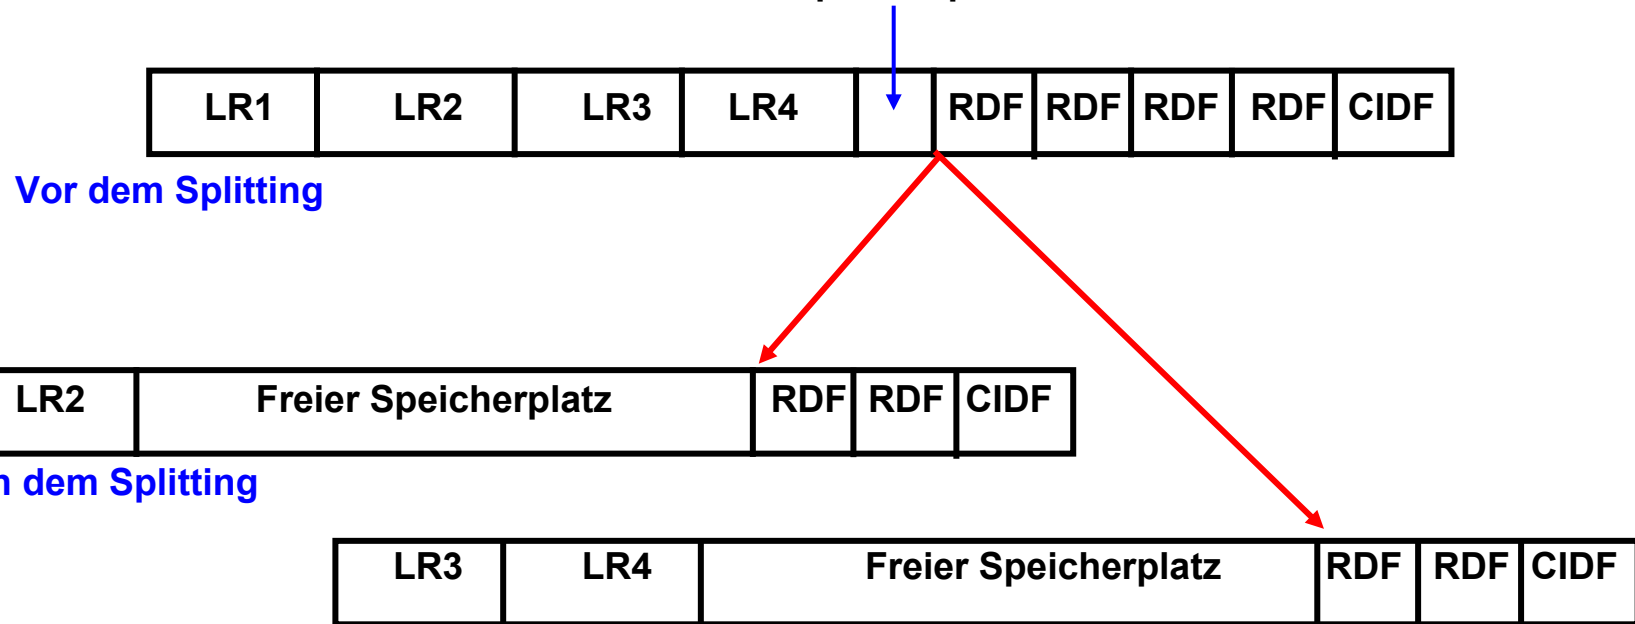 LR1 LR2 LR3 LR4 RDF RDF RDF RDF CIDF
Vor dem Splitting
LR2 Freier Speicherplatz RDF RDF CIDF
dem Splitting
LR3 LR4 Freier Speicherplatz RDF RDF CIDF